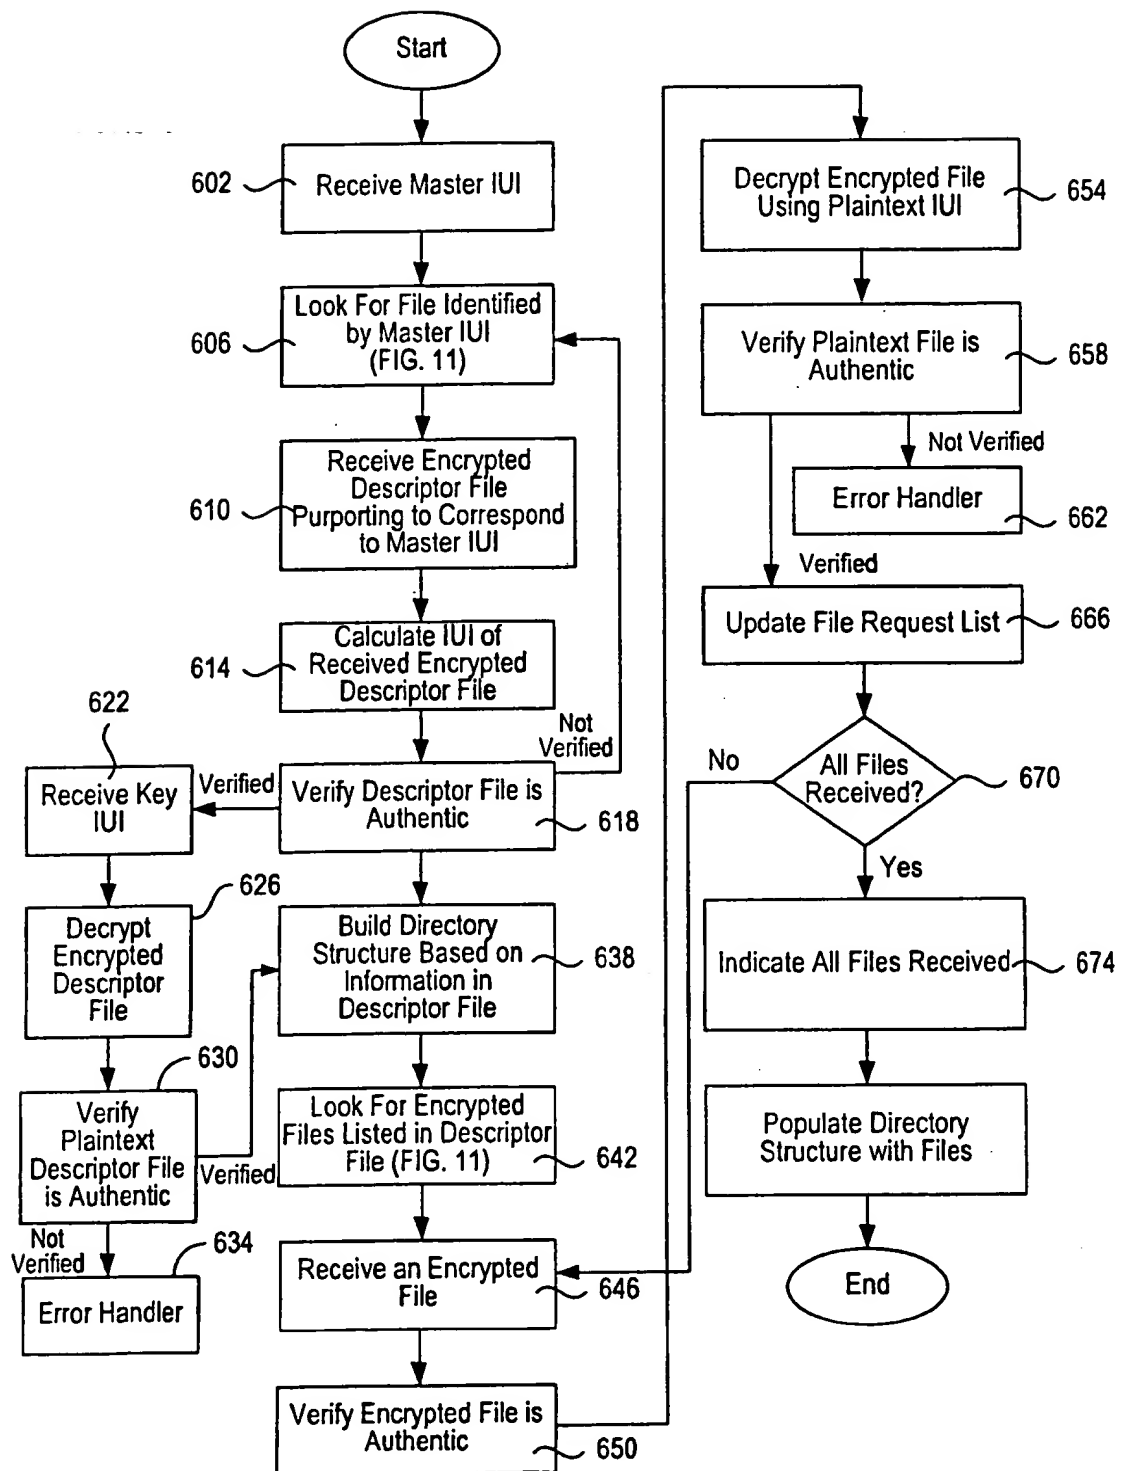 Start
602
Receive Master IUI
606
Look For File Identified
by Master IUI
(FIG. 11)
610
Receive Encrypted
Descriptor File
Purporting to Correspond
to Master IUI
614
Calculate IUI of
Received Encrypted
Descriptor File
Not
Verified
622
Receive Key
IUI
Verified
Verify Descriptor File is
Authentic
618
626
Decrypt
Encrypted
Descriptor
File
Build Directory
Structure Based on
Information in
Descriptor File
638
630
Verify
Plaintext
Descriptor File
is Authentic
Verified
Look For Encrypted
Files Listed in Descriptor
File (FIG. 11)
642
Not
Verified
634
Error Handler
Receive an Encrypted
File
646
Verify Encrypted File is
Authentic
650
Decrypt Encrypted File
Using Plaintext IUI
654
Verify Plaintext File is
Authentic
658
Not Verified
Error Handler
662
Verified
Update File Request List
666
No
All Files
Received?
670
Yes
Indicate All Files Received
674
Populate Directory
Structure with Files
End